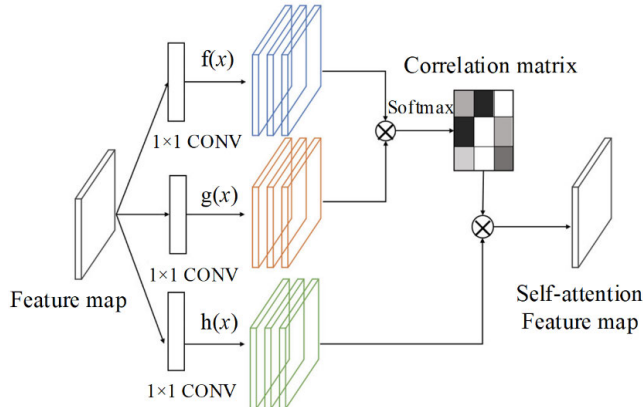 f(x)
1×1 CONV
Correlation matrix
Softmax
g(x)
1×1 CONV
Feature map
h(x)
1×1 CONV
Self-attention
Feature map